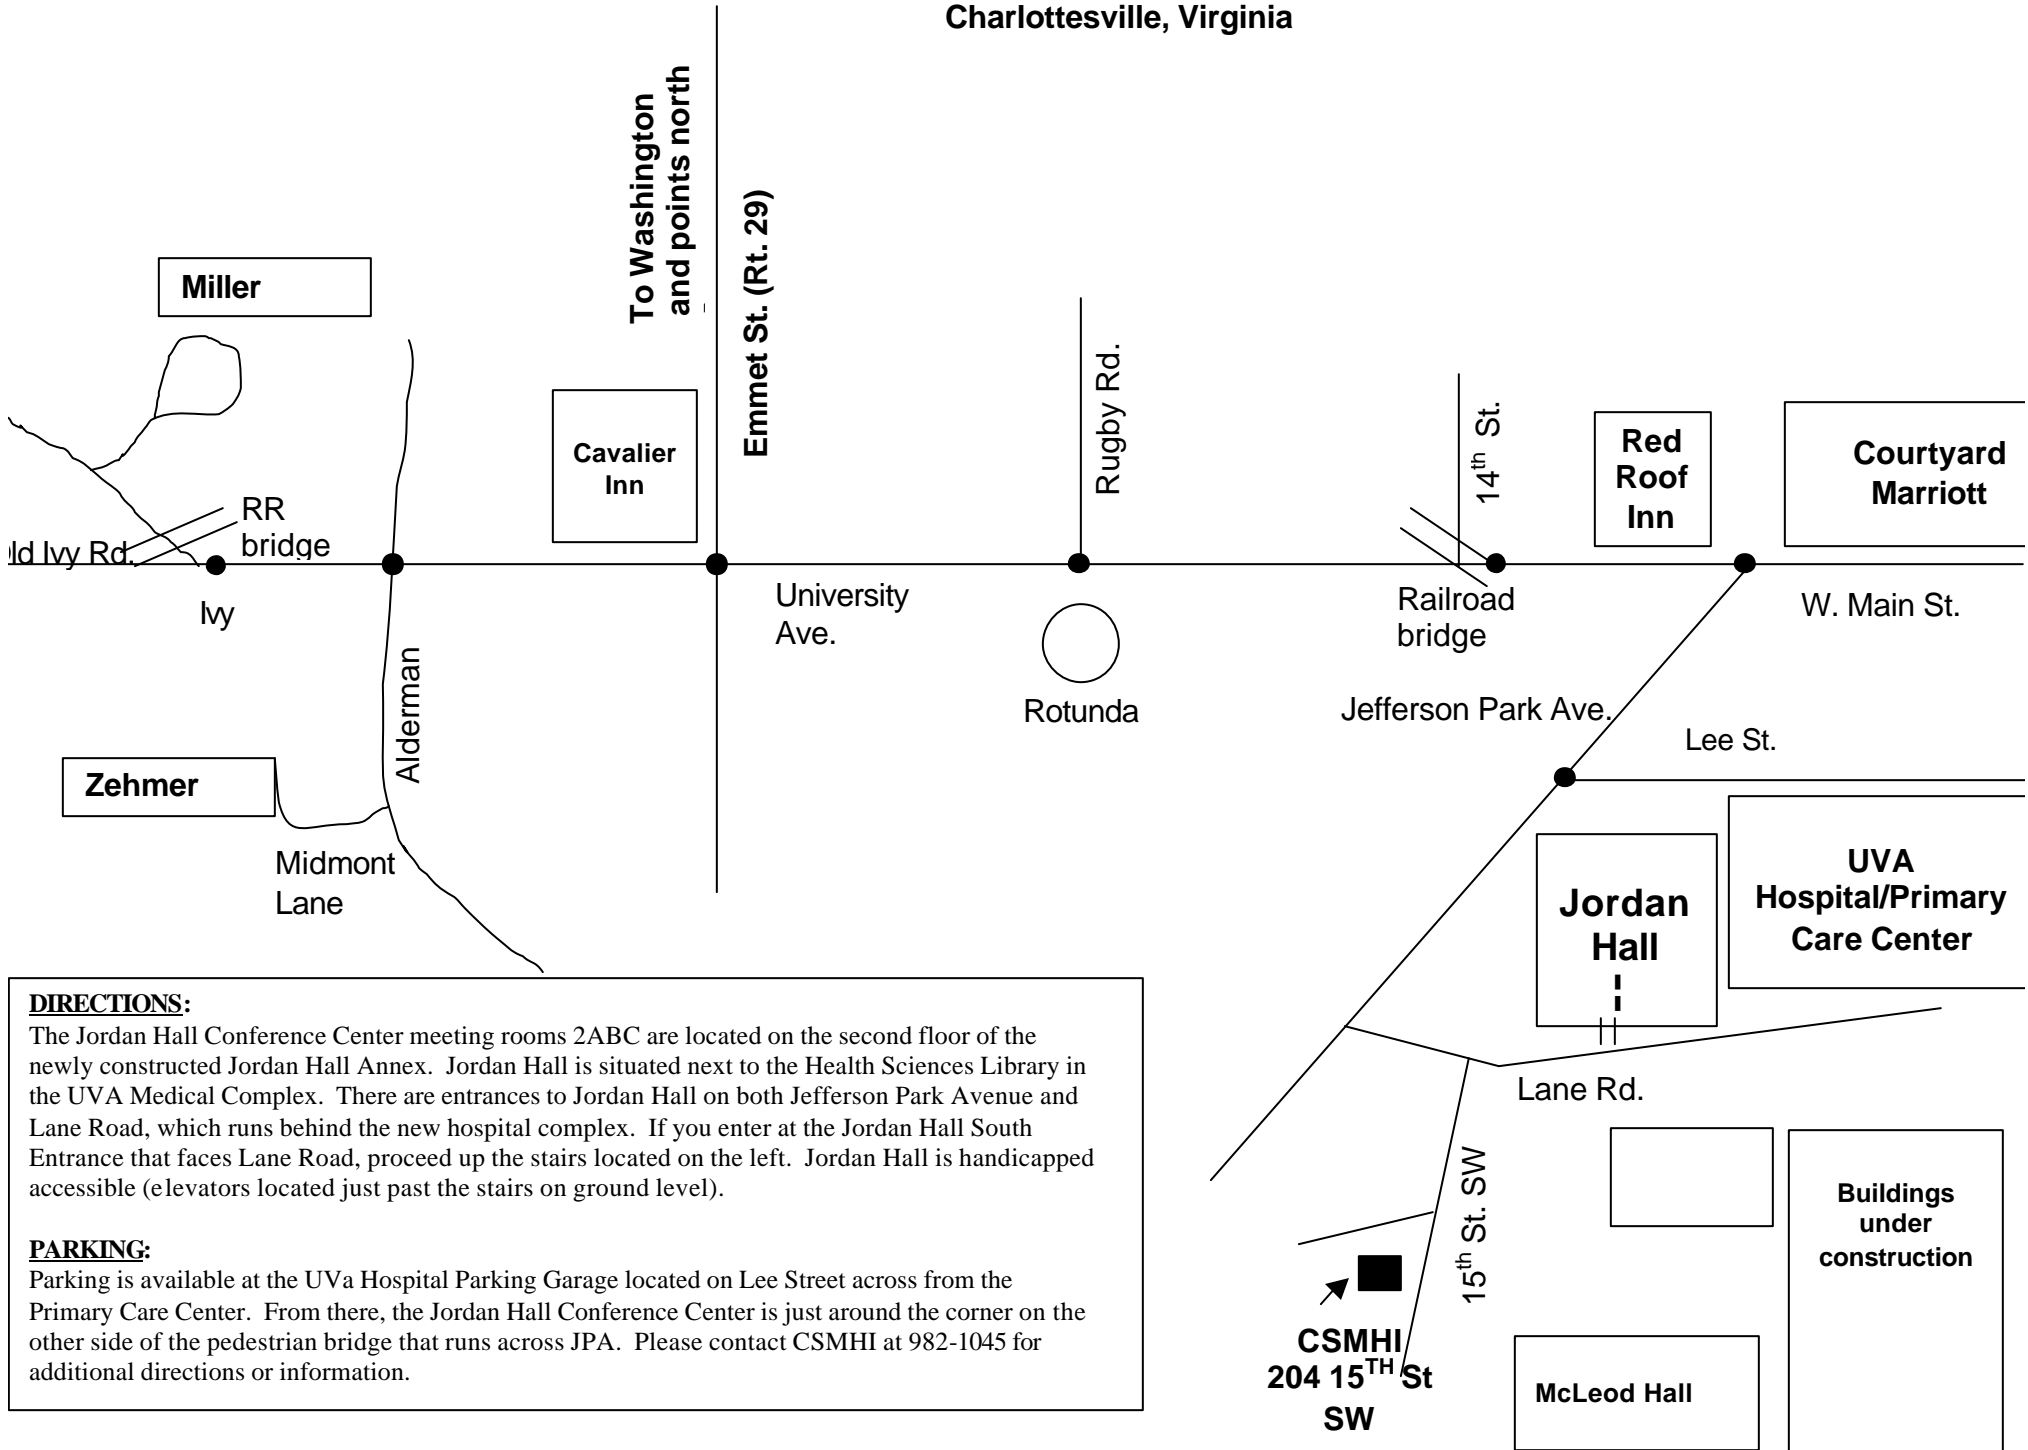 Charlottesville, Virginia
To Washington
and points north
Emmet St. (Rt. 29)
Miller
Rugby Rd.
14th St.
Cavalier
Inn
Red
Roof
Inn
Courtyard
Marriott
RR
bridge
ld Ivy Rd.
Ivy
University
Ave.
Railroad
bridge
W. Main St.
Alderman
Rotunda
Jefferson Park Ave.
Lee St.
Zehmer
Midmont
Lane
Jordan
Hall
UVA
Hospital/Primary
Care Center
DIRECTIONS:
The Jordan Hall Conference Center meeting rooms 2ABC are located on the second floor of the
newly constructed Jordan Hall Annex. Jordan Hall is situated next to the Health Sciences Library in
the UVA Medical Complex. There are entrances to Jordan Hall on both Jefferson Park Avenue and
Lane Road, which runs behind the new hospital complex. If you enter at the Jordan Hall South
Entrance that faces Lane Road, proceed up the stairs located on the left. Jordan Hall is handicapped
accessible (elevators located just past the stairs on ground level).
PARKING:
Parking is available at the UVa Hospital Parking Garage located on Lee Street across from the
Primary Care Center. From there, the Jordan Hall Conference Center is just around the corner on the
other side of the pedestrian bridge that runs across JPA. Please contact CSMHI at 982-1045 for
additional directions or information.
Lane Rd.
15th St. SW
Buildings
under
construction
CSMHI
204 15TH St
SW
McLeod Hall